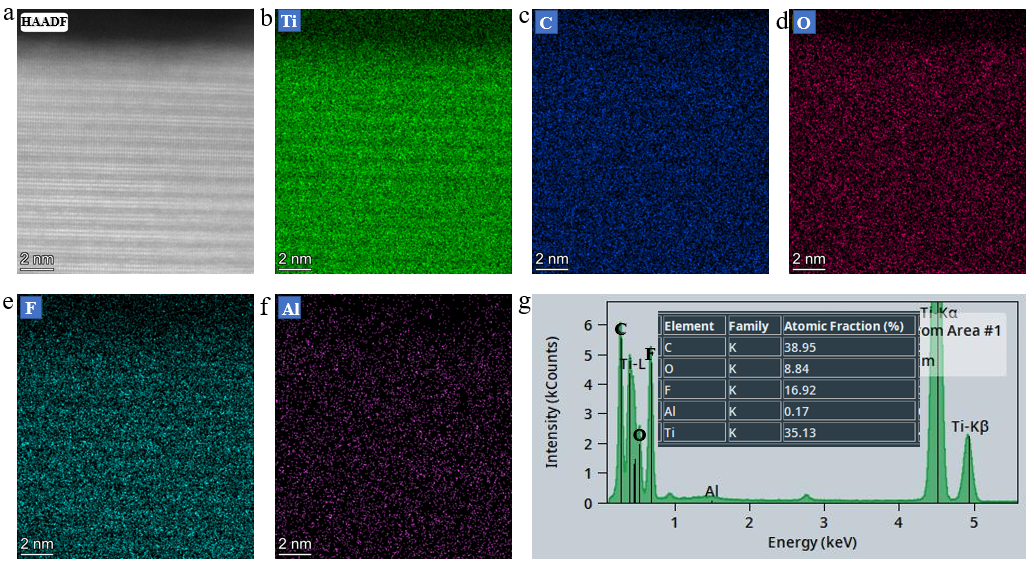 a
HAADF
2 nm
b
Ti
2 nm
c
C
2 nm
d
O
2 nm
e
F
2 nm
f
Al
2 nm
g
Intensity (kCounts)
6
5
4
3
2
1
0
C
Ti-L
F
O
Al
Ti-Kα
om Area #1
m
Ti-Kβ
Element Family Atomic Fraction (%)
C K 38.95
O K 8.84
F K 16.92
Al K 0.17
Ti K 35.13
1 2 3 4 5
Energy (keV)